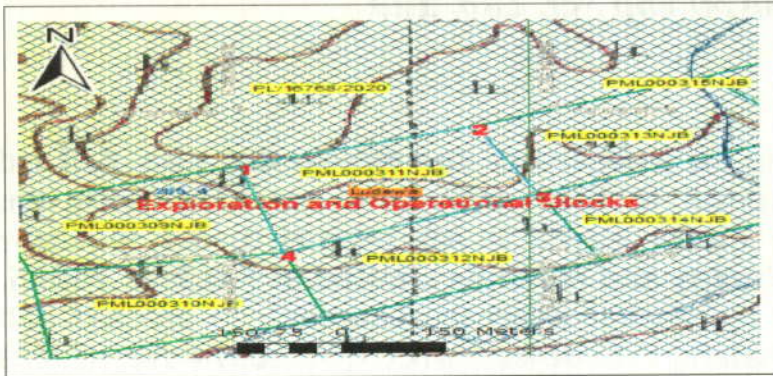 N
PL/16768/2020
PML000315NJB
2
PML000313NJB
1
PML000311NJB
Ludewa
3
Exploration and Operational Blocks
PML000309NJB
PML000314NJB
4
PML000312NJB
PML000310NJB
150 75 0 150 Meters